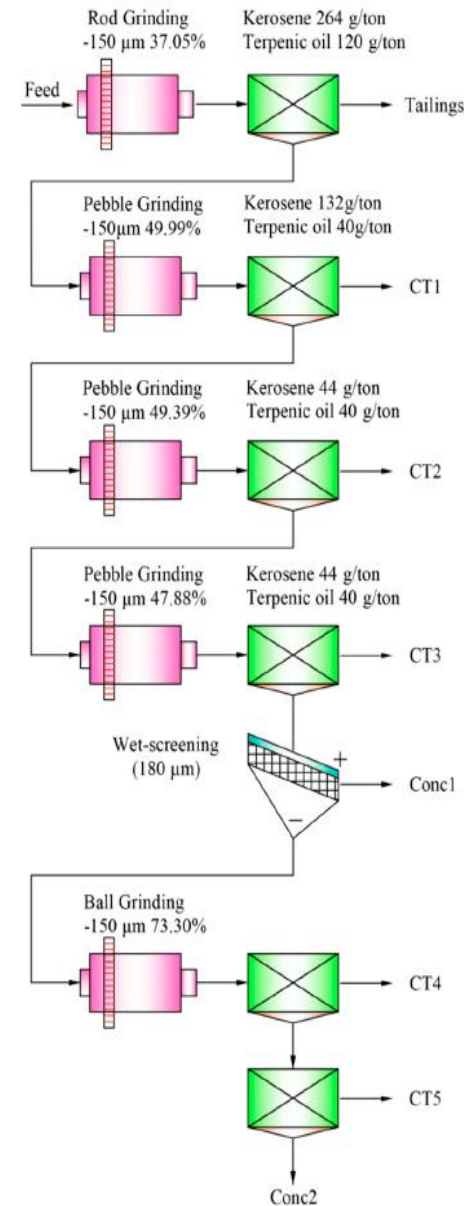 Rod Grinding
-150 μm 37.05%
Kerosene 264 g/ton
Terpenic oil 120 g/ton
Feed
Tailings
Pebble Grinding
-150μm 49.99%
Kerosene 132g/ton
Terpenic oil 40g/ton
CT1
Pebble Grinding
-150 μm 49.39%
Kerosene 44 g/ton
Terpenic oil 40 g/ton
CT2
Pebble Grinding
-150 μm 47.88%
Kerosene 44 g/ton
Terpenic oil 40 g/ton
CT3
Wet-screening
(180 μm)
+
Conc1
−
Ball Grinding
-150 μm 73.30%
CT4
CT5
Conc2